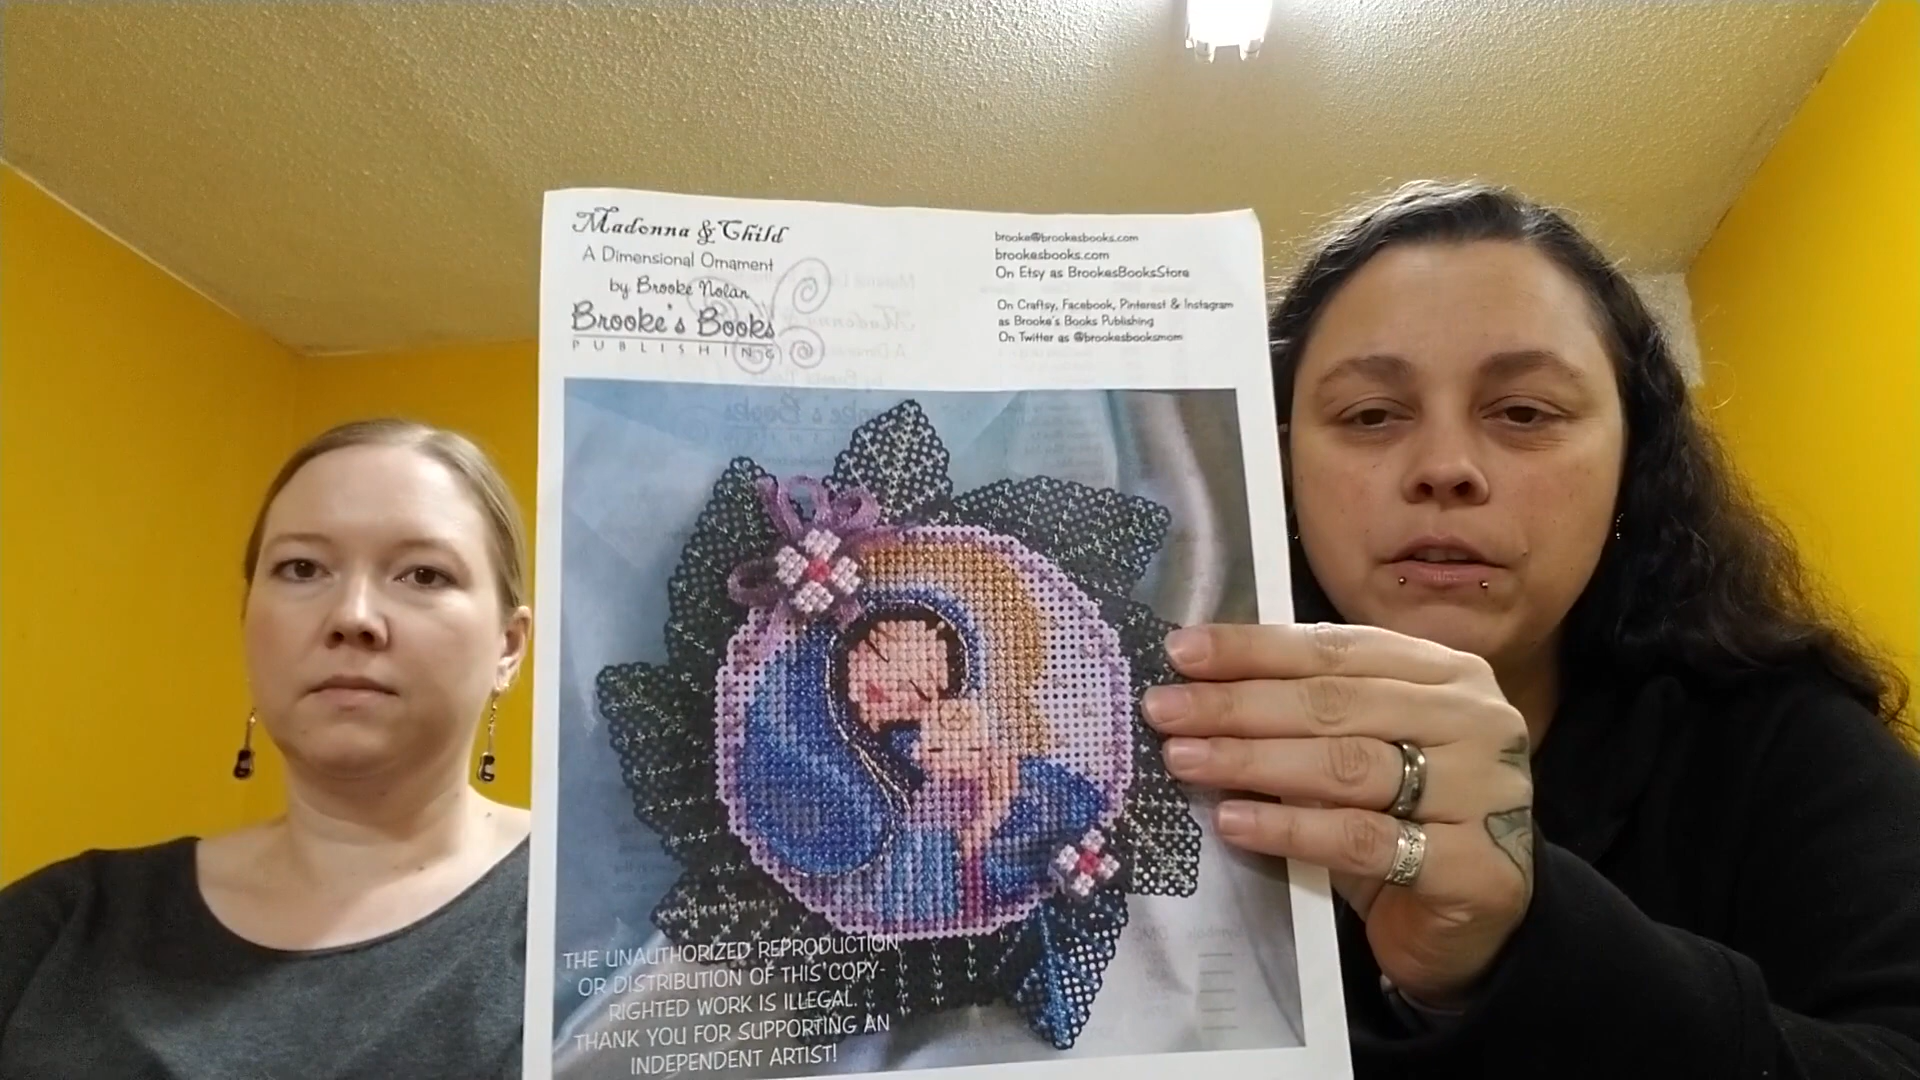 Madonna & Child
A Dimensional Ornament
by Brooke Nolan
Brooke's Books
PUBLISHING
brooke@brookesbooks.com
brookesbooks.com
On Etsy as BrookesBooksStore
On Craftsy, Facebook, Pinterest & Instagram
as Brooke's Books Publishing
On Twitter as @brookesbooksmom
THE UNAUTHORIZED REPRODUCTION
OR DISTRIBUTION OF THIS COPY-
RIGHTED WORK IS ILLEGAL.
THANK YOU FOR SUPPORTING AN
INDEPENDENT ARTIST!